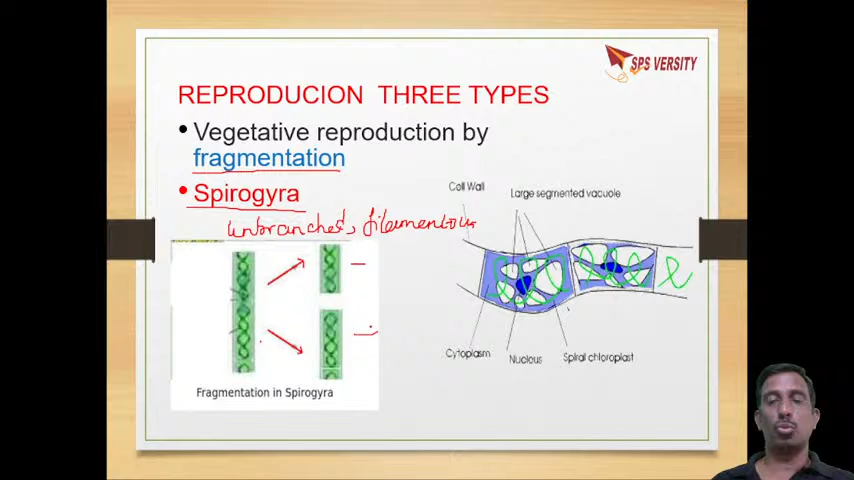 SPS VERSITY
REPRODUCION THREE TYPES
• Vegetative reproduction by
fragmentation
• Spirogyra
unbranched, filamentous
Cell Wall
Large segmented vacuole
Cytoplasm
Nucleus
Spiral chloroplast
Fragmentation in Spirogyra